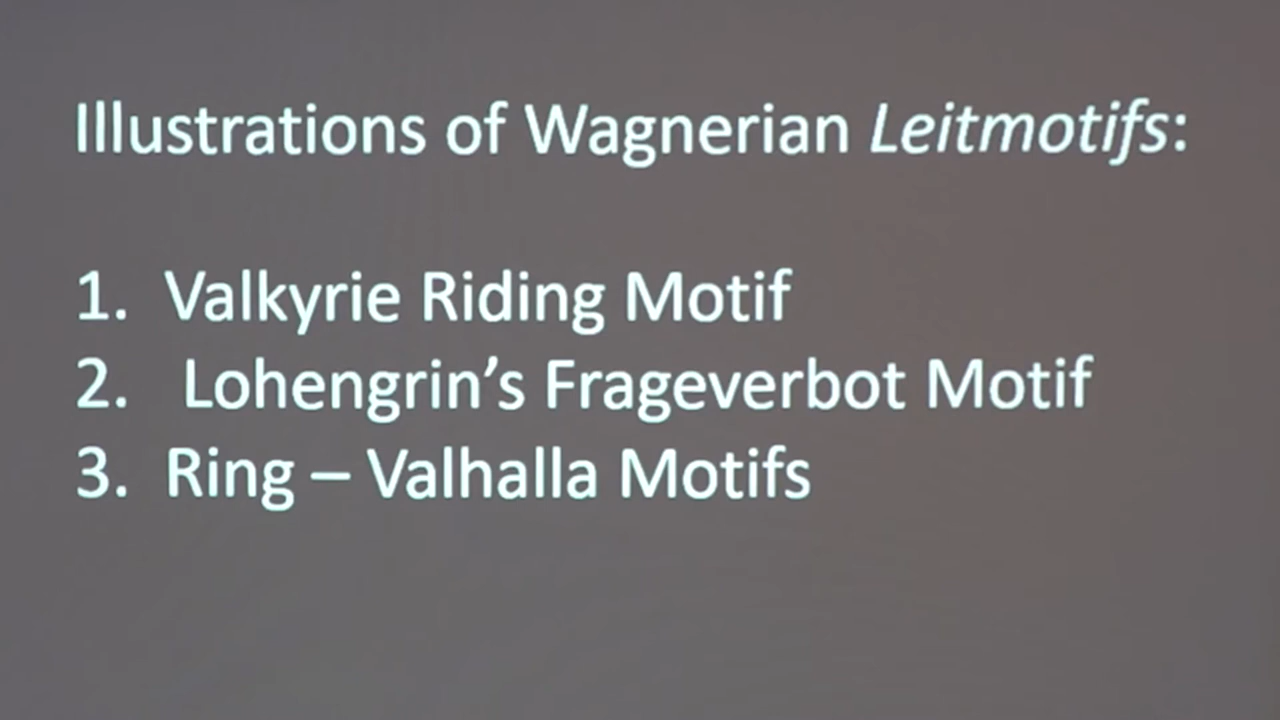 Illustrations of Wagnerian Leitmotifs:
1. Valkyrie Riding Motif
2. Lohengrin's Frageverbot Motif
3. Ring – Valhalla Motifs